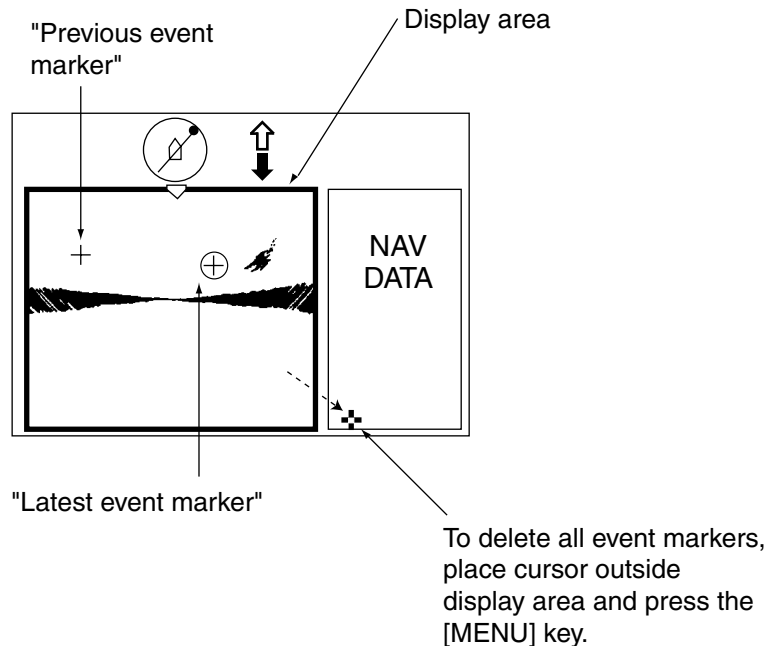 "Previous event
marker"
Display area
NAV
DATA
"Latest event marker"
To delete all event markers,
place cursor outside
display area and press the
[MENU] key.